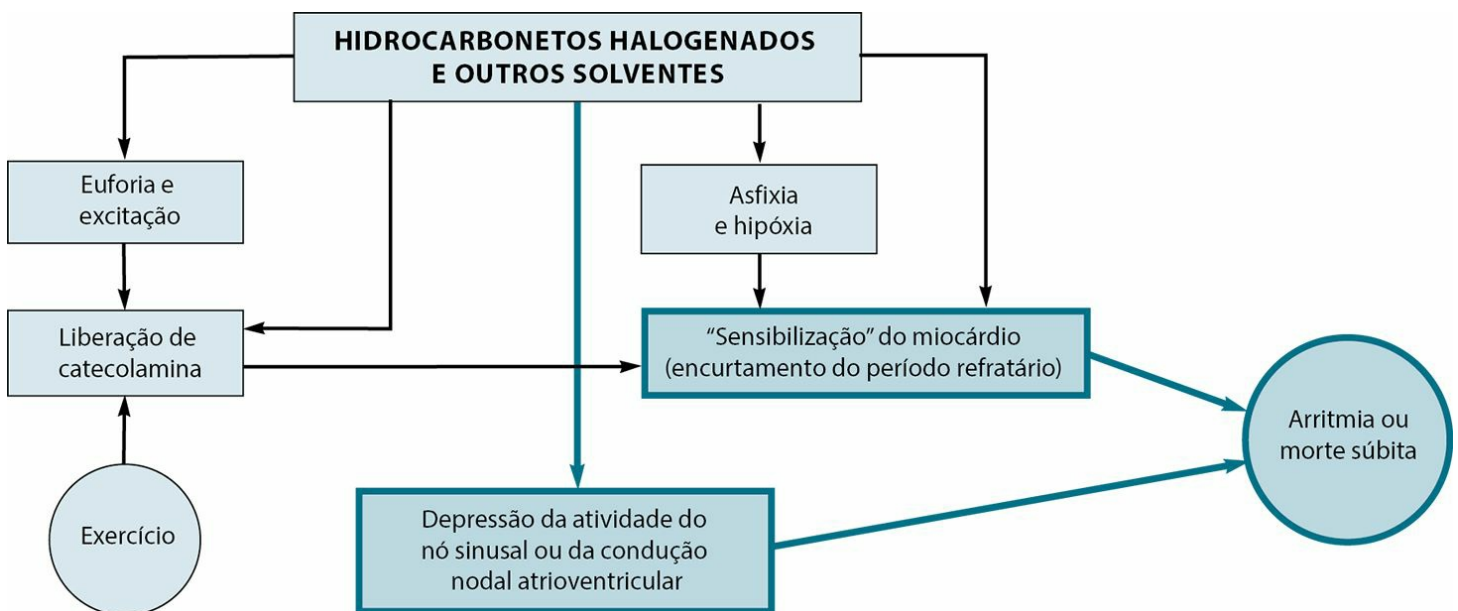 HIDROCARBONETOS HALOGENADOS
E OUTROS SOLVENTES
Euforia e
excitação
Asfixia
e hipóxia
Liberação de
catecolamina
“Sensibilização” do miocárdio
(encurtamento do período refratário)
Arritmia ou
morte súbita
Exercício
Depressão da atividade do
nó sinusal ou da condução
nodal atrioventricular